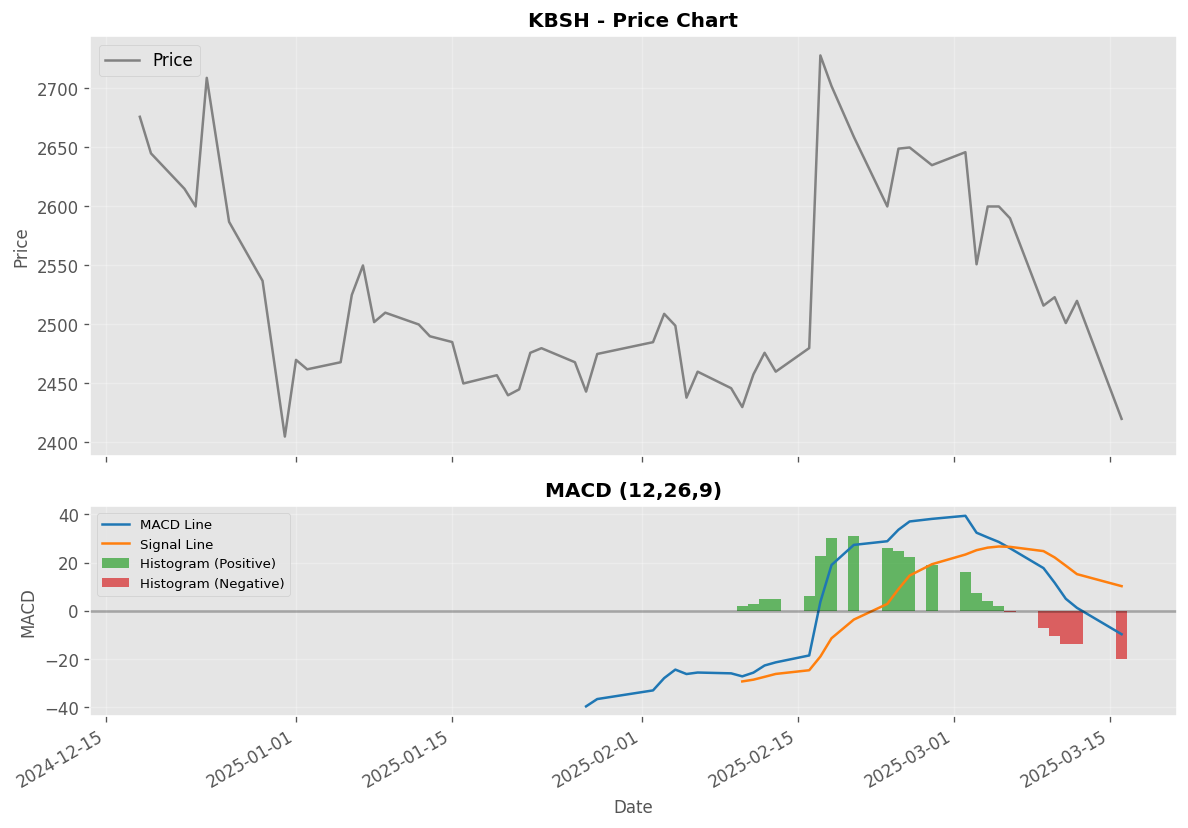 KBSH - Price Chart
Price
2700
2650
2600
2550
2500
2450
2400
Price
MACD (12,26,9)
MACD Line
Signal Line
Histogram (Positive)
Histogram (Negative)
40
20
0
−20
−40
MACD
2024-12-15
2025-01-01
2025-01-15
2025-02-01
2025-02-15
2025-03-01
2025-03-15
Date